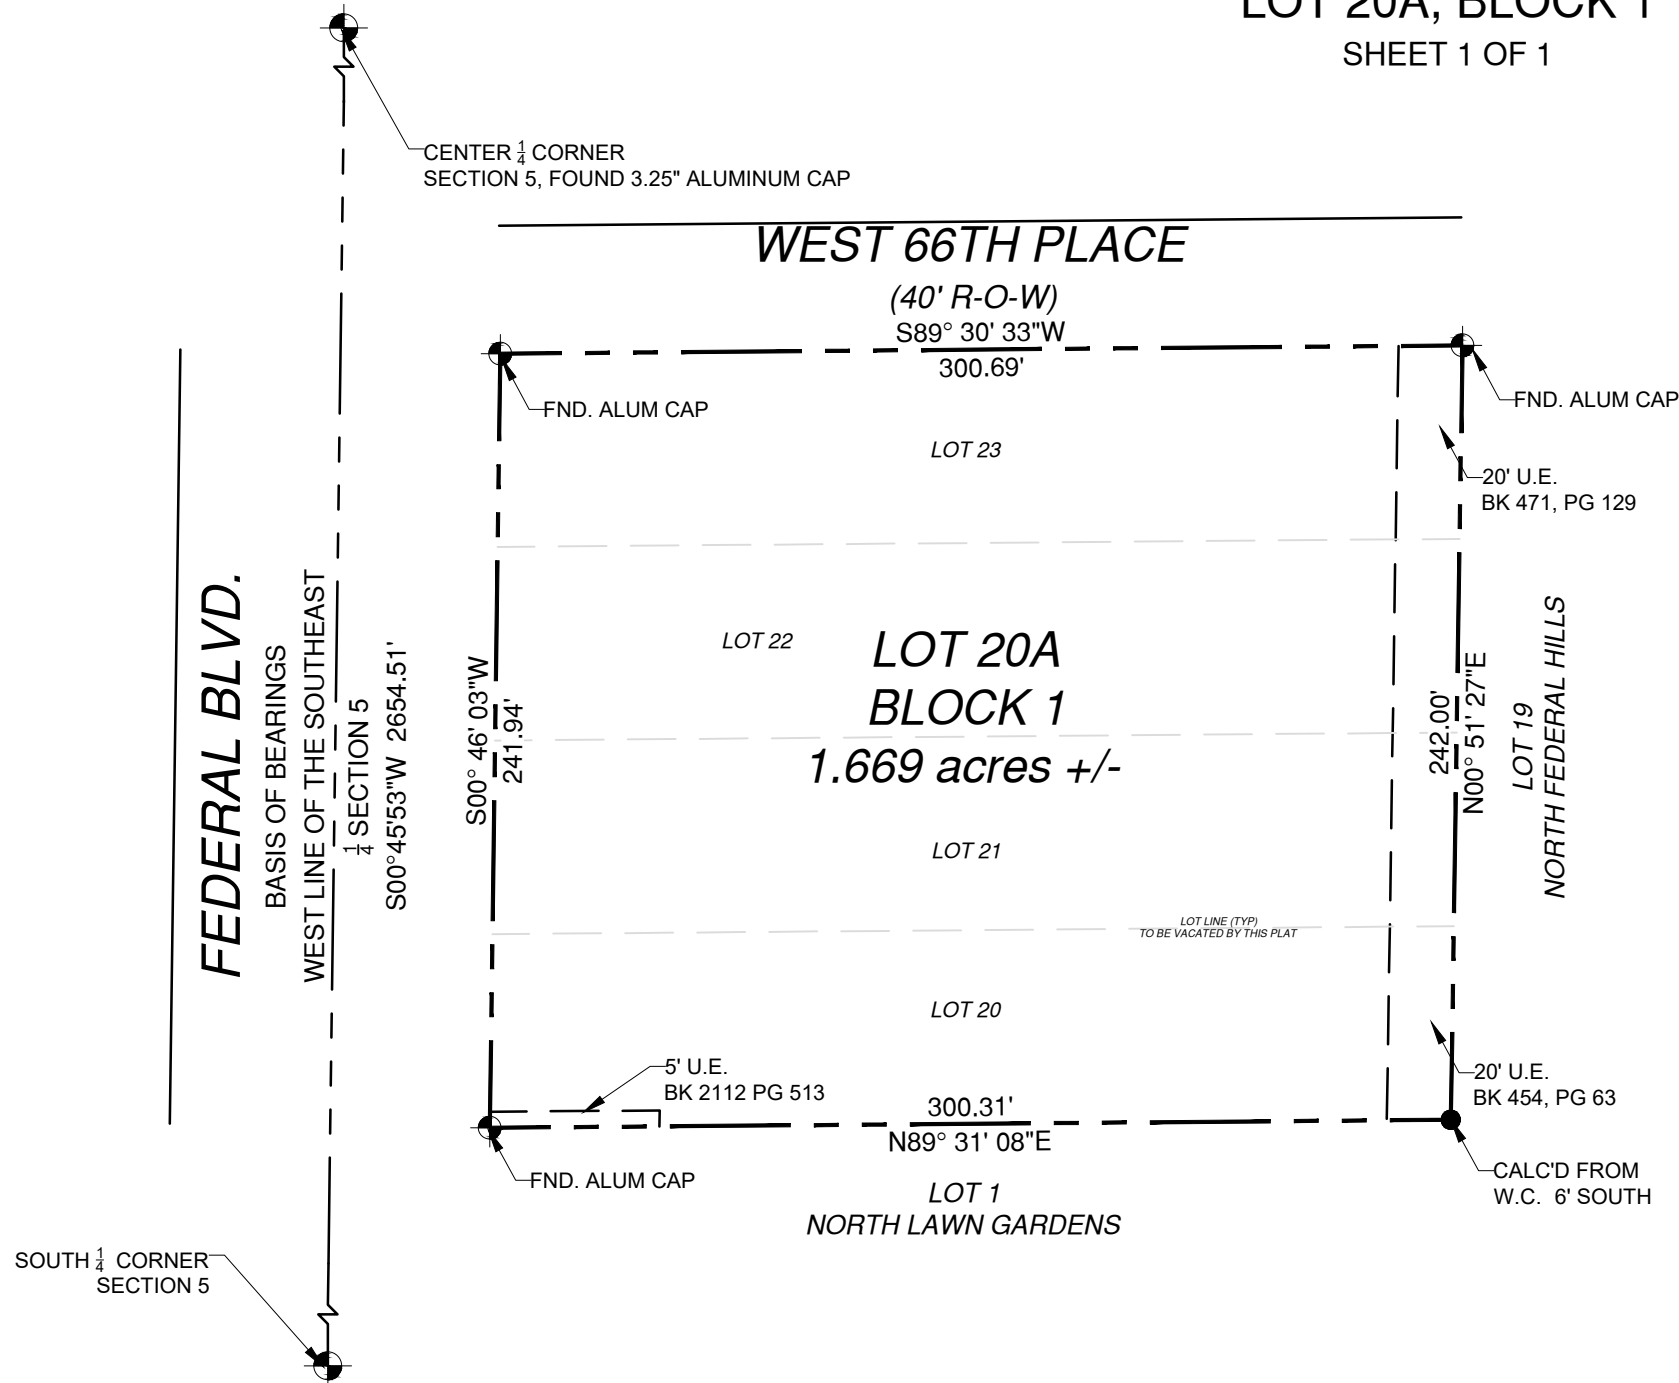 LOT 20A, BLOCK 1
SHEET 1 OF 1
CENTER 1/4 CORNER
SECTION 5, FOUND 3.25" ALUMINUM CAP
WEST 66TH PLACE
(40' R-O-W)
S89° 30' 33"W
300.69'
FND. ALUM CAP
FND. ALUM CAP
LOT 23
20' U.E.
BK 471, PG 129
FEDERAL BLVD.
BASIS OF BEARINGS
WEST LINE OF THE SOUTHEAST
1/4 SECTION 5
S00°45'53"W 2654.51'
S00° 46' 03"W
241.94'
LOT 22
LOT 20A
BLOCK 1
1.669 acres +/-
242.00'
N00° 51' 27"E
LOT 19
NORTH FEDERAL HILLS
LOT 21
LOT LINE (TYP)
TO BE VACATED BY THIS PLAT
LOT 20
5' U.E.
BK 2112 PG 513
20' U.E.
BK 454, PG 63
300.31'
N89° 31' 08"E
FND. ALUM CAP
CALC'D FROM
W.C. 6' SOUTH
LOT 1
NORTH LAWN GARDENS
SOUTH 1/4 CORNER
SECTION 5